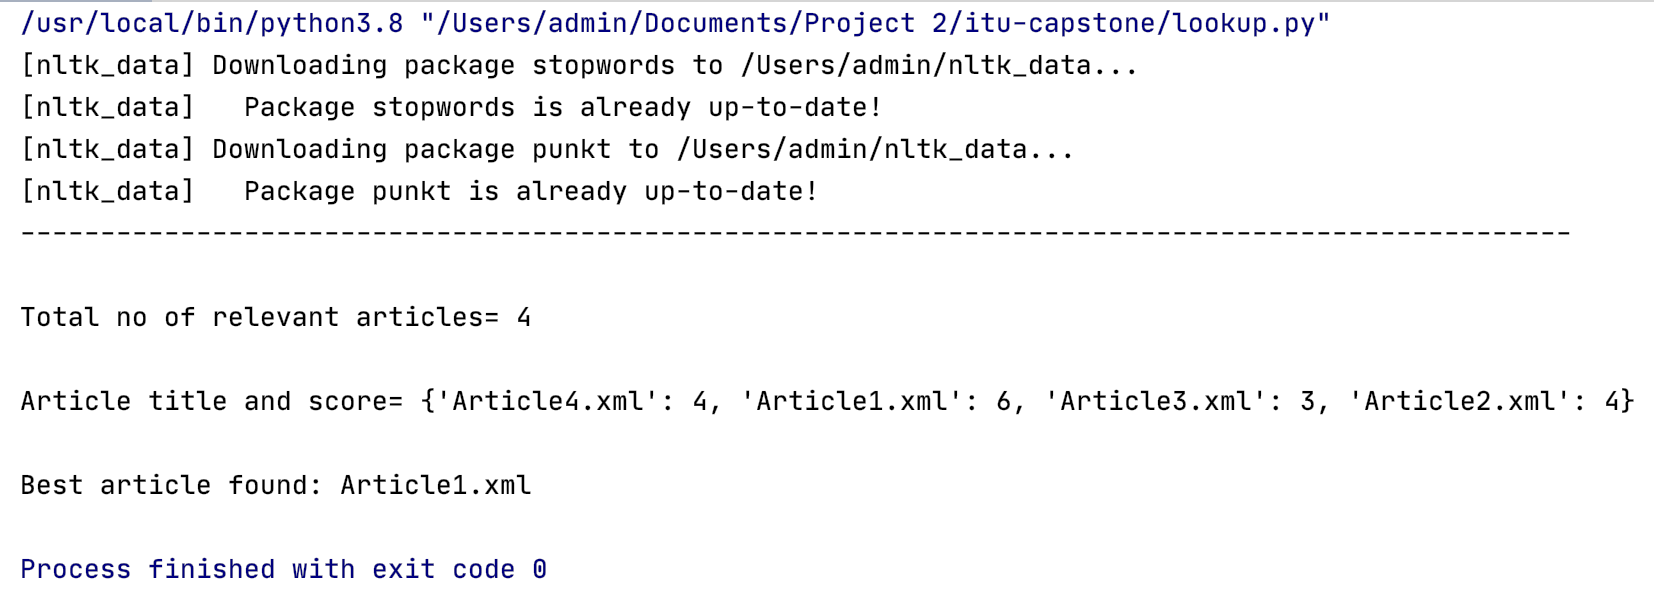 /usr/local/bin/python3.8 "/Users/admin/Documents/Project 2/itu-capstone/lookup.py"
[nltk_data] Downloading package stopwords to /Users/admin/nltk_data...
[nltk_data]   Package stopwords is already up-to-date!
[nltk_data] Downloading package punkt to /Users/admin/nltk_data...
[nltk_data]   Package punkt is already up-to-date!
-------------------------------------------------------------------------------------------------
Total no of relevant articles= 4
Article title and score= {'Article4.xml': 4, 'Article1.xml': 6, 'Article3.xml': 3, 'Article2.xml': 4}
Best article found: Article1.xml
Process finished with exit code 0